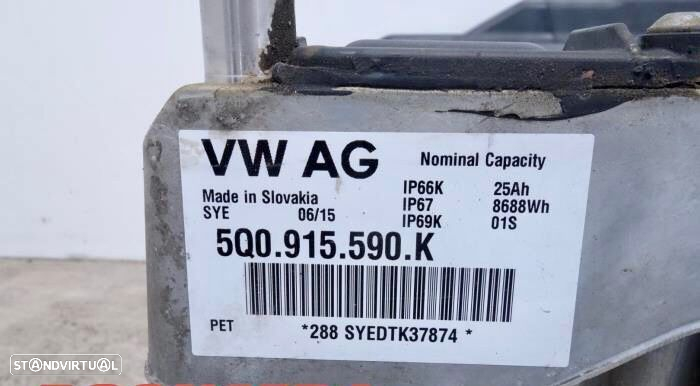 VW AG
Nominal Capacity
Made in Slovakia IP66K 25Ah
SYE 06/15 IP67 8688Wh
IP69K 01S
5Q0.915.590.K
PET *288 SYEDTK37874 *
STANDVIRTUAL